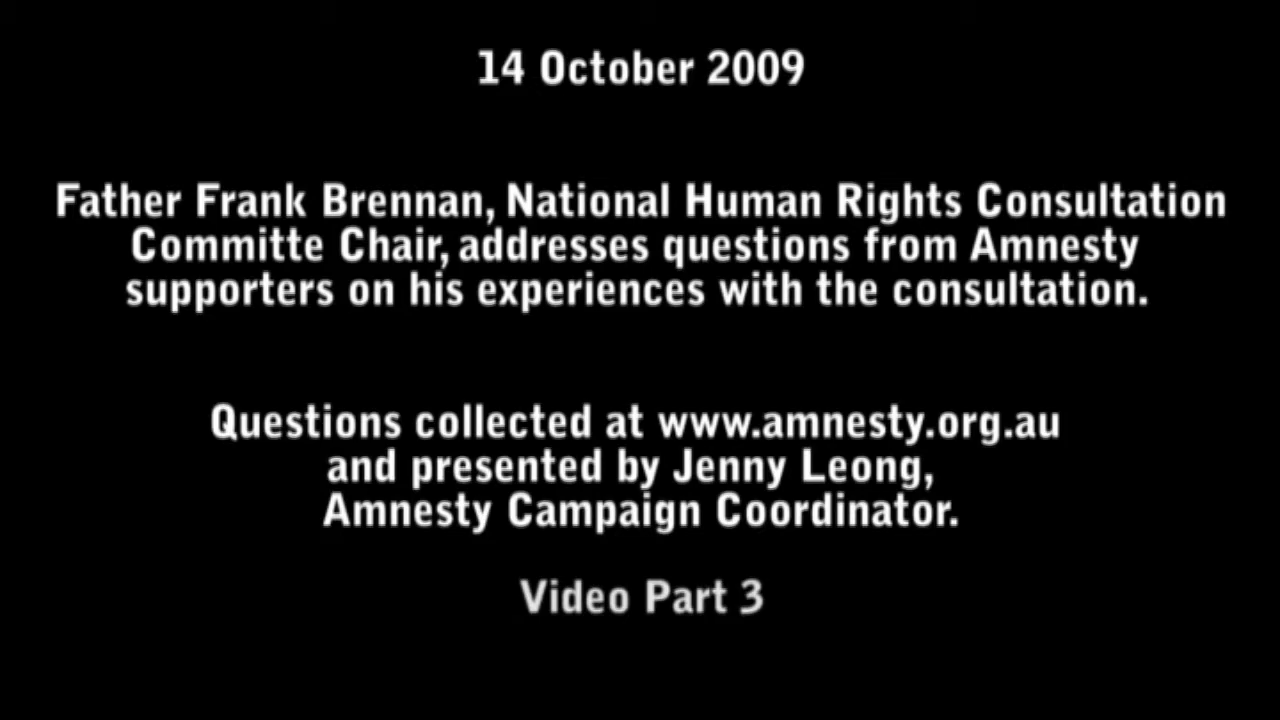 14 October 2009
Father Frank Brennan, National Human Rights Consultation
Committe Chair, addresses questions from Amnesty
supporters on his experiences with the consultation.
Questions collected at www.amnesty.org.au
and presented by Jenny Leong,
Amnesty Campaign Coordinator.
Video Part 3